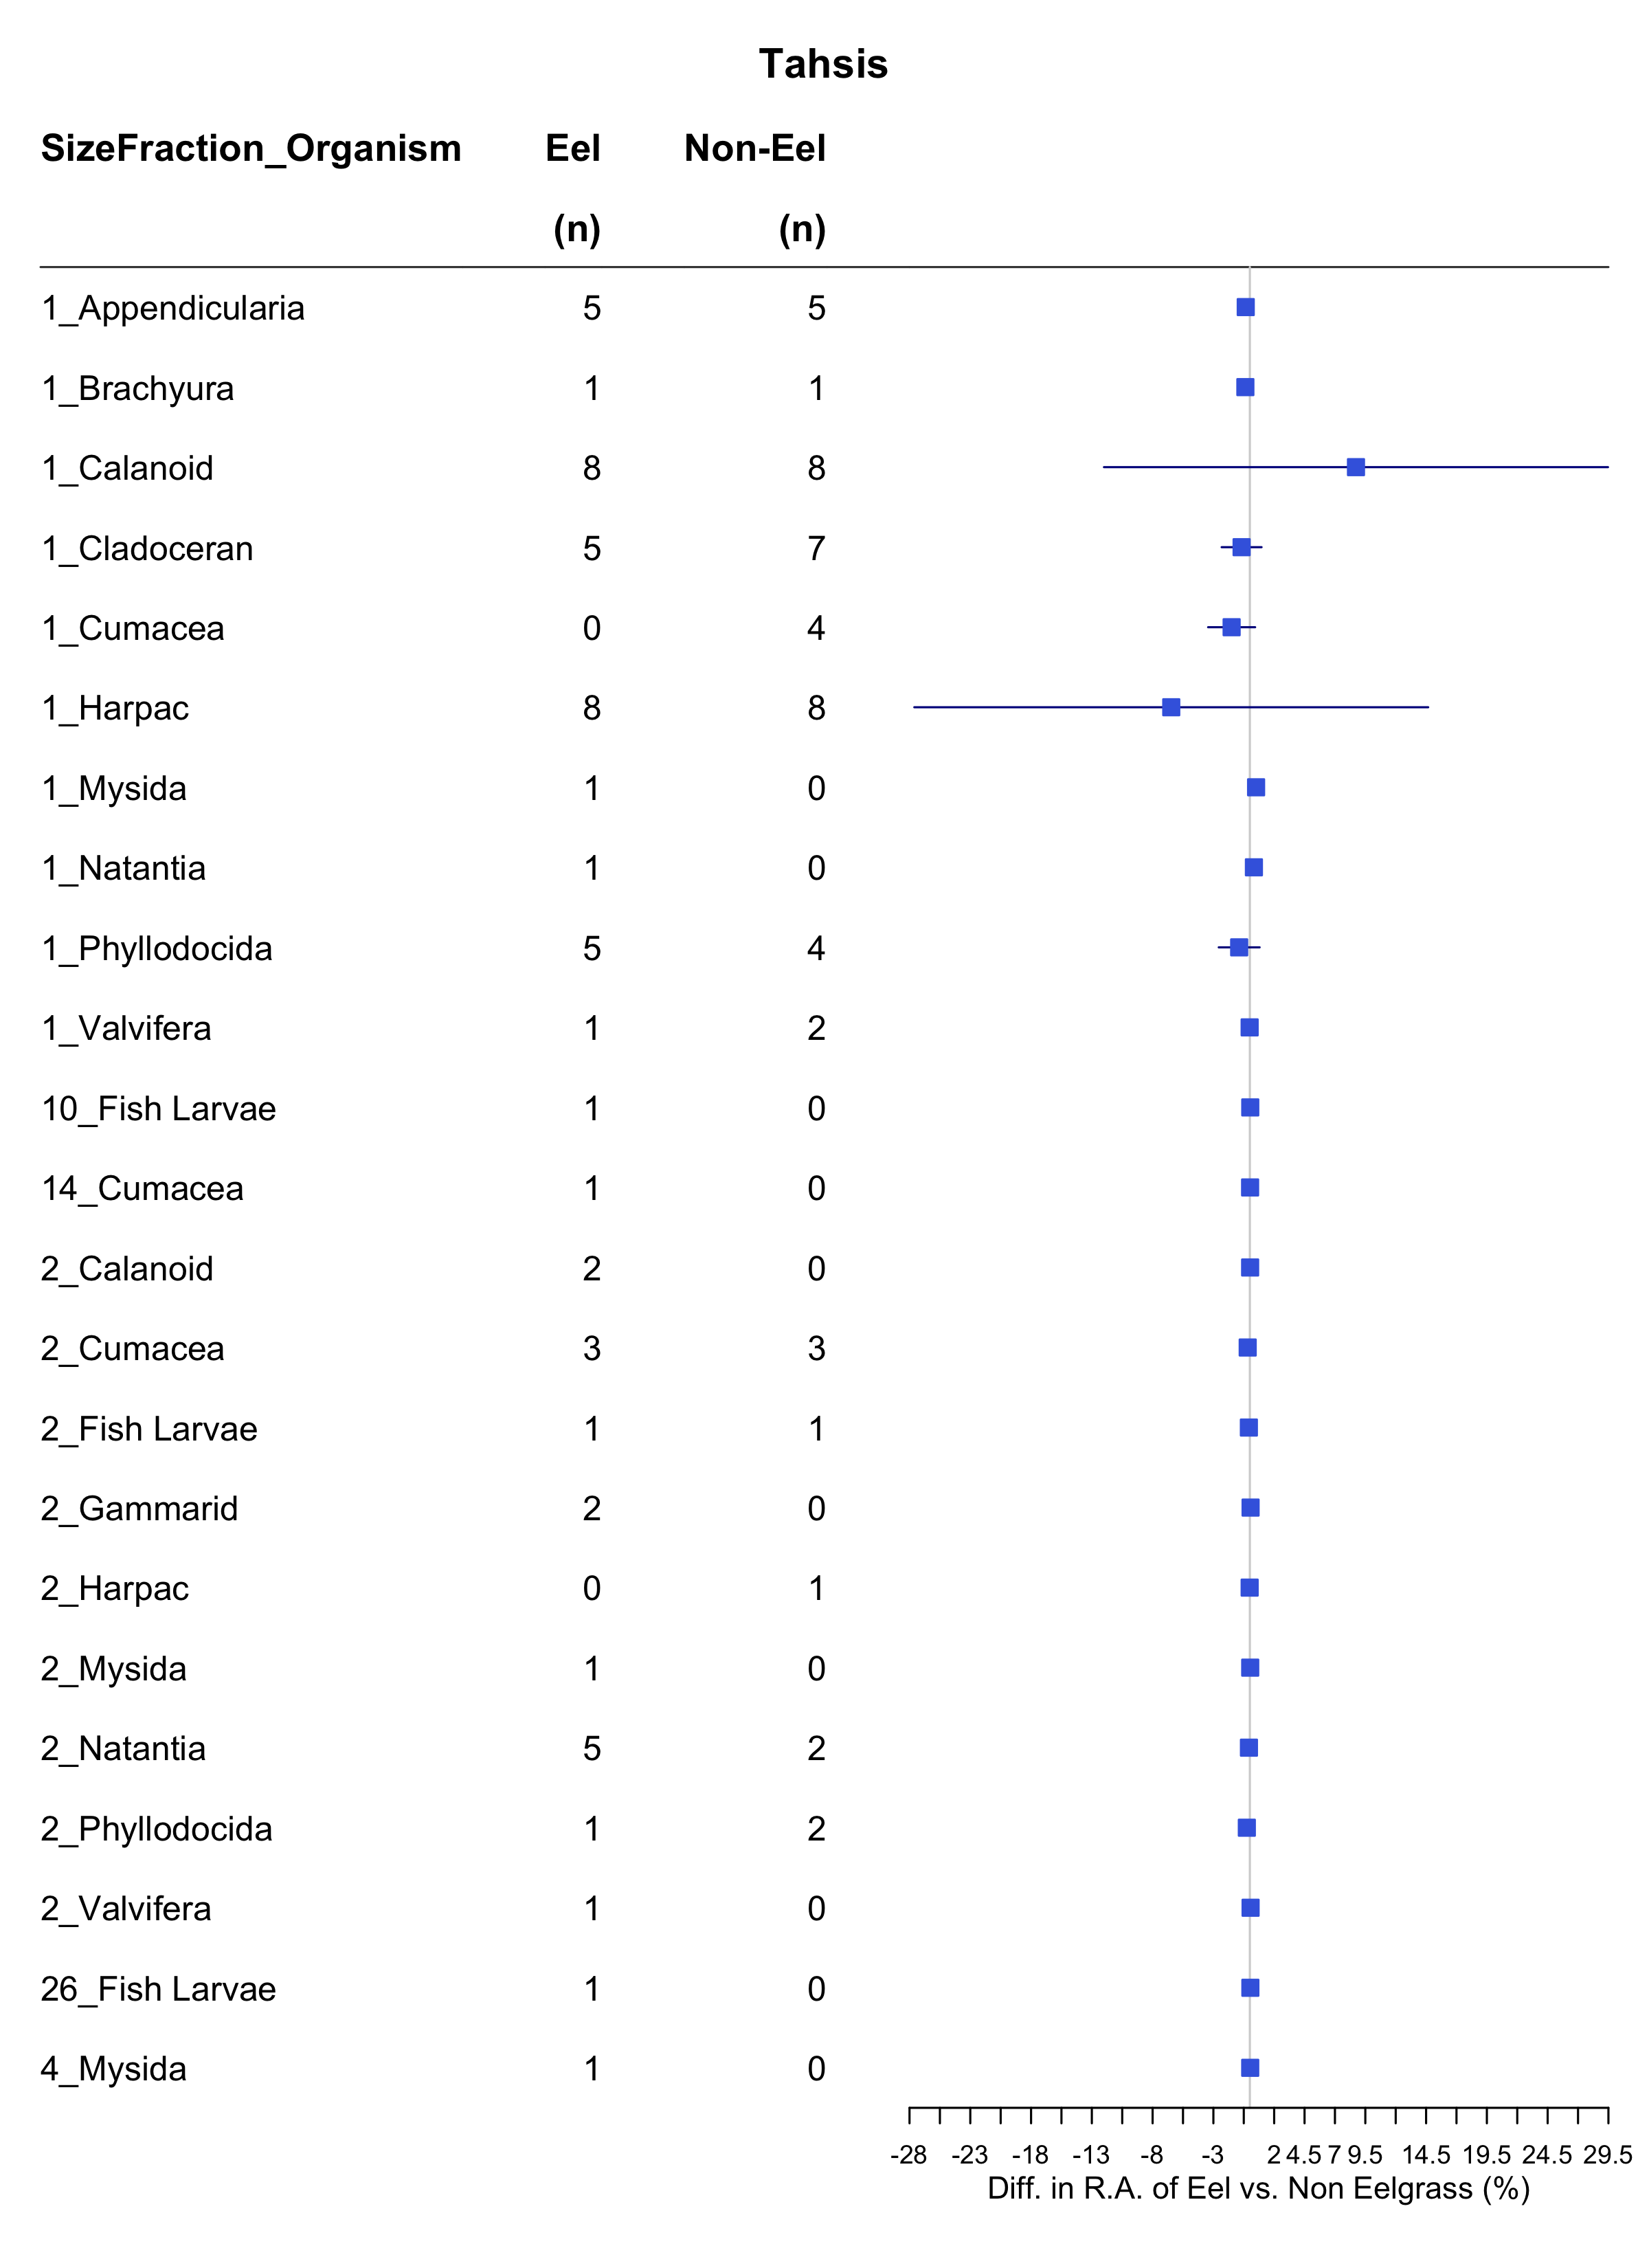 Tahsis
SizeFraction_Organism Eel Non-Eel
(n) (n)
1_Appendicularia 5 5
1_Brachyura 1 1
1_Calanoid 8 8
1_Cladoceran 5 7
1_Cumacea 0 4
1_Harpac 8 8
1_Mysida 1 0
1_Natantia 1 0
1_Phyllodocida 5 4
1_Valvifera 1 2
10_Fish Larvae 1 0
14_Cumacea 1 0
2_Calanoid 2 0
2_Cumacea 3 3
2_Fish Larvae 1 1
2_Gammarid 2 0
2_Harpac 0 1
2_Mysida 1 0
2_Natantia 5 2
2_Phyllodocida 1 2
2_Valvifera 1 0
26_Fish Larvae 1 0
4_Mysida 1 0
-28 -23 -18 -13 -8 -3 2 4.5 7 9.5 14.5 19.5 24.5 29.5
Diff. in R.A. of Eel vs. Non Eelgrass (%)